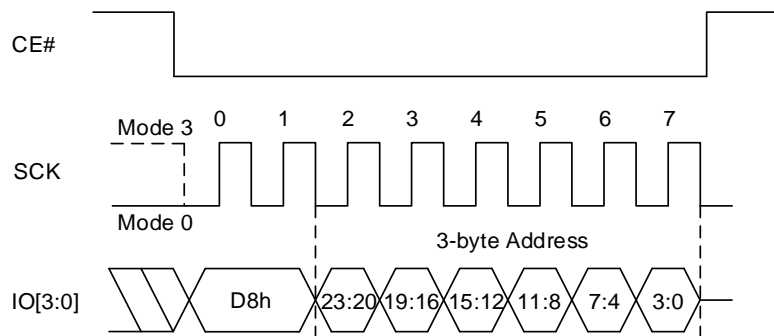 CE#
Mode 3 0 1 2 3 4 5 6 7
SCK
Mode 0
3-byte Address
IO[3:0] D8h 23:20 19:16 15:12 11:8 7:4 3:0